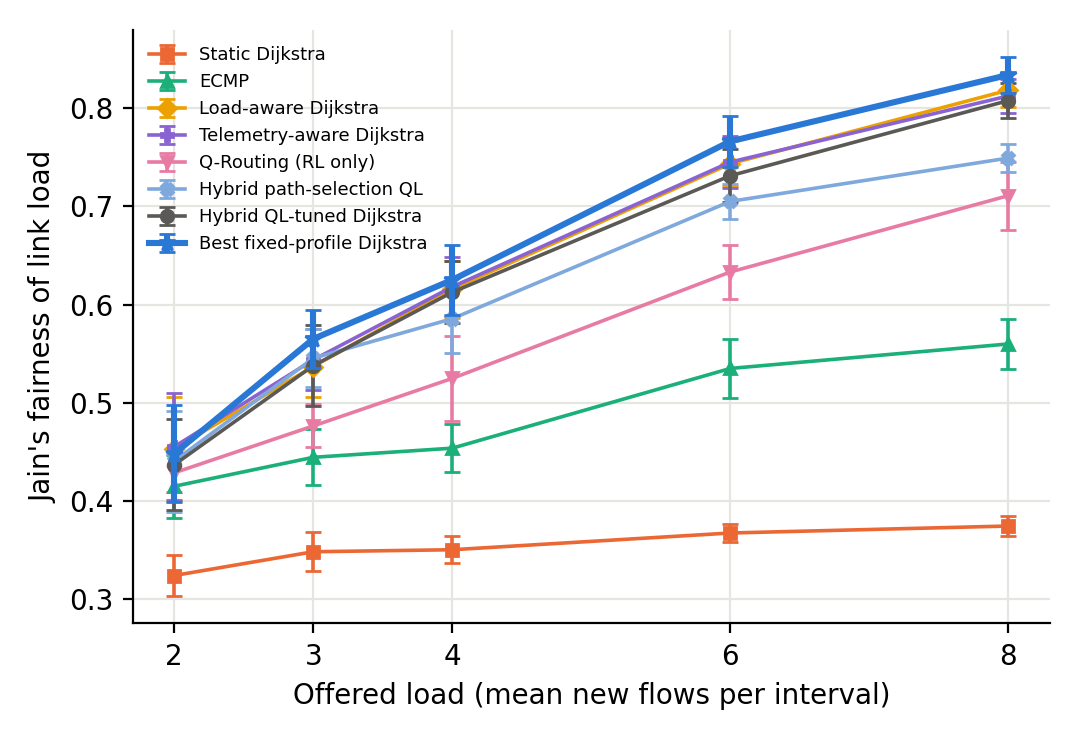 Jain's fairness of link load
0.8
0.7
0.6
0.5
0.4
0.3
Static Dijkstra
ECMP
Load-aware Dijkstra
Telemetry-aware Dijkstra
Q-Routing (RL only)
Hybrid path-selection QL
Hybrid QL-tuned Dijkstra
Best fixed-profile Dijkstra
2 3 4 6 8
Offered load (mean new flows per interval)